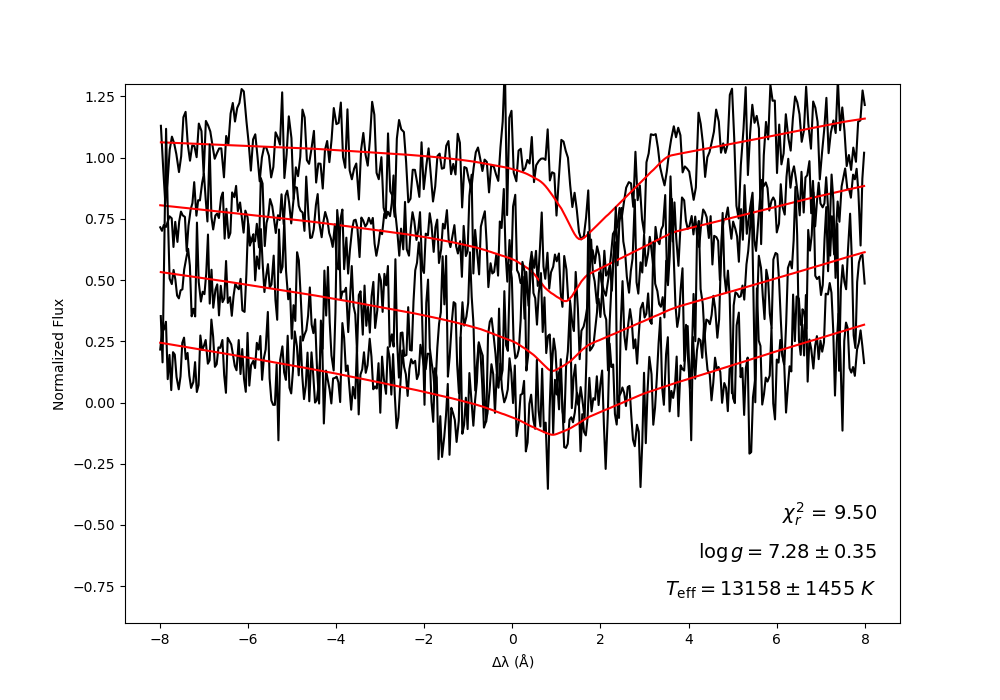 1.25
1.00
0.75
0.50
0.25
0.00
−0.25
−0.50
−0.75
Normalized Flux
χ²ᵣ = 9.50
log g = 7.28 ± 0.35
T_eff = 13158 ± 1455 K
−8 −6 −4 −2 0 2 4 6 8
Δλ (Å)